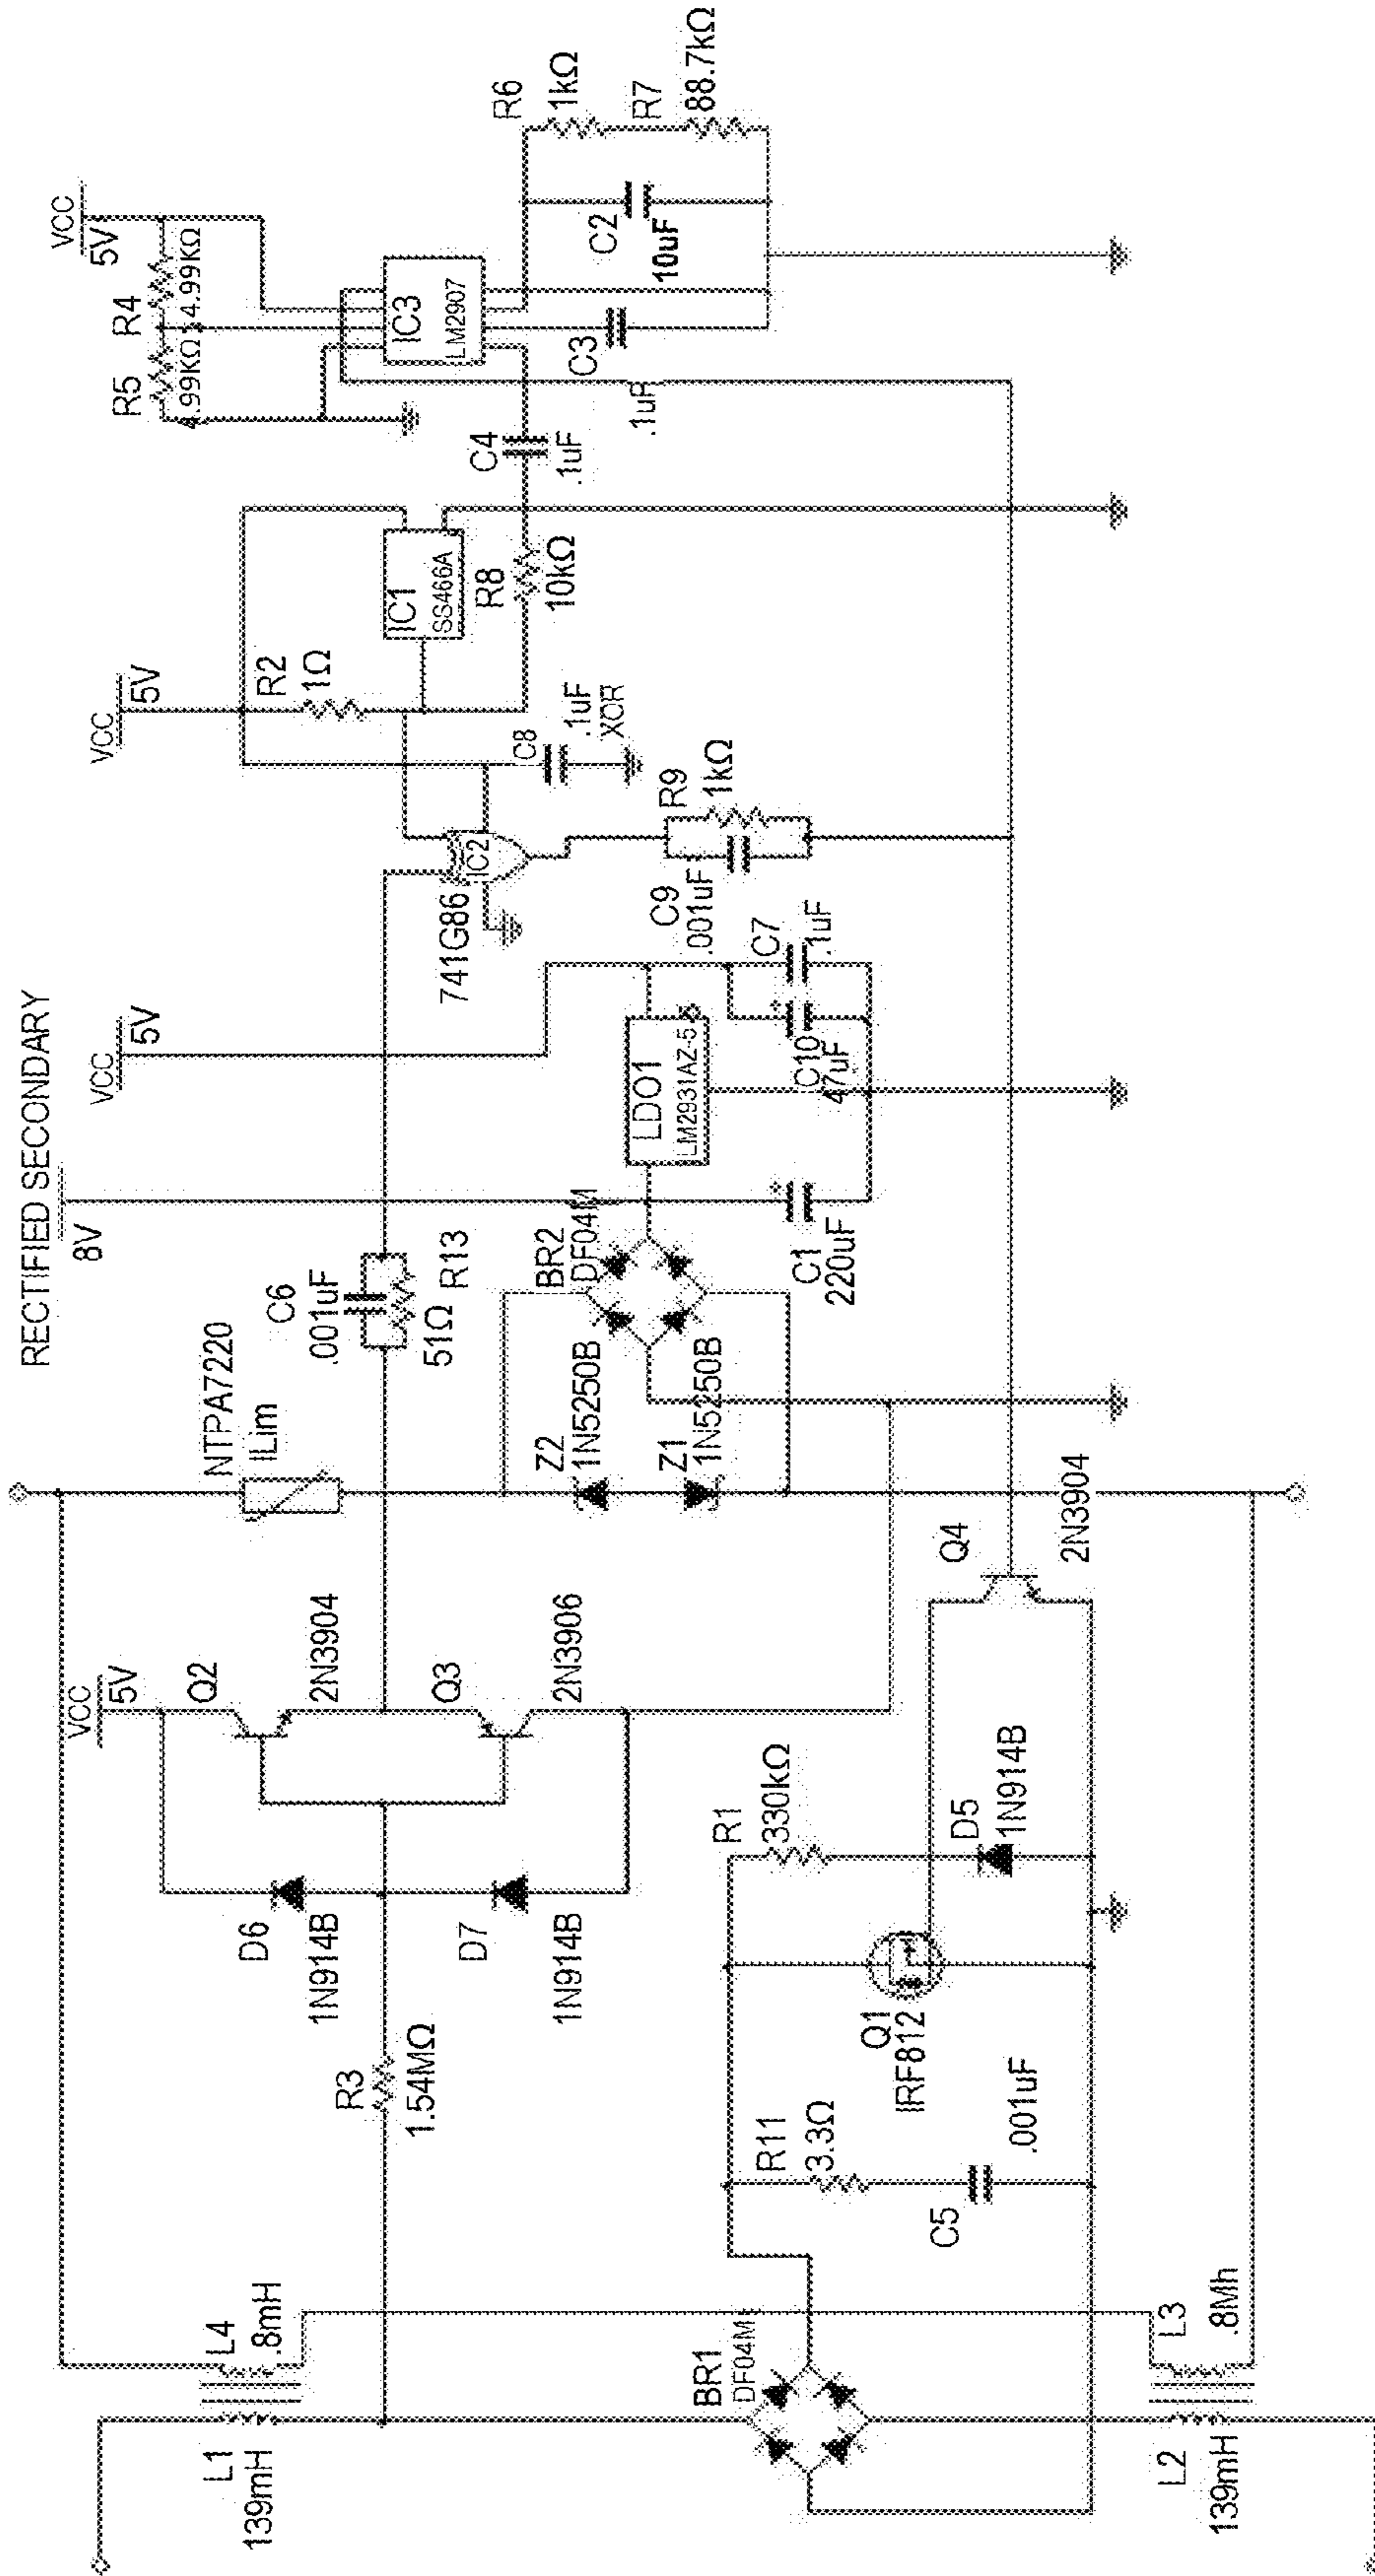 RECTIFIED SECONDARY
8V
VCC
5V
VCC
5V
VCC
5V
VCC
5V
L1
139mH
L4
.8mH
R3
1.54MΩ
D6
1N914B
D7
1N914B
Q2
2N3904
Q3
2N3906
NTPA7220
ILim
C6
.001uF
51Ω
R13
741G86
IC2
R2
1Ω
IC1
SS466A
R8
10kΩ
C4
.1uF
R5
4.99KΩ
R4
4.99KΩ
IC3
LM2907
R6
1kΩ
R7
88.7kΩ
C2
10uF
C3
.1uF
C8
.1uF
XOR
R9
1kΩ
C9
.001uF
C7
.1uF
C10
47uF
LDO1
LM2931AZ-5
C1
220uF
BR2
DF04M
Z2
1N5250B
Z1
1N5250B
Q4
2N3904
R1
330kΩ
D5
1N914B
Q1
IRF812
R11
3.3Ω
C5
.001uF
BR1
DF04M
L2
139mH
L3
.8Mh